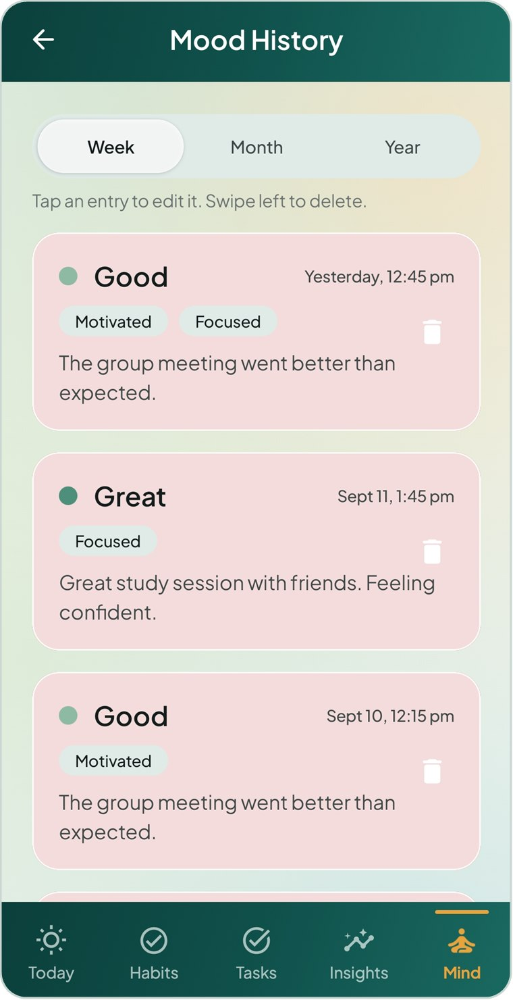 Mood History
Week Month Year
Tap an entry to edit it. Swipe left to delete.
Good Yesterday, 12:45 pm
Motivated Focused
The group meeting went better than
expected.
Great Sept 11, 1:45 pm
Focused
Great study session with friends. Feeling
confident.
Good Sept 10, 12:15 pm
Motivated
The group meeting went better than
expected.
Today Habits Tasks Insights Mind